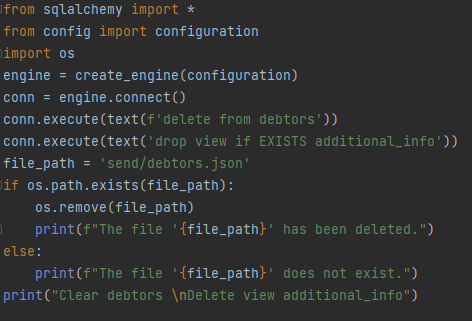 from sqlalchemy import *
from config import configuration
import os
engine = create_engine(configuration)
conn = engine.connect()
conn.execute(text(f'delete from debtors'))
conn.execute(text('drop view if EXISTS additional_info'))
file_path = 'send/debtors.json'
if os.path.exists(file_path):
    os.remove(file_path)
    print(f"The file '{file_path}' has been deleted.")
else:
    print(f"The file '{file_path}' does not exist.")
print("Clear debtors \nDelete view additional_info")